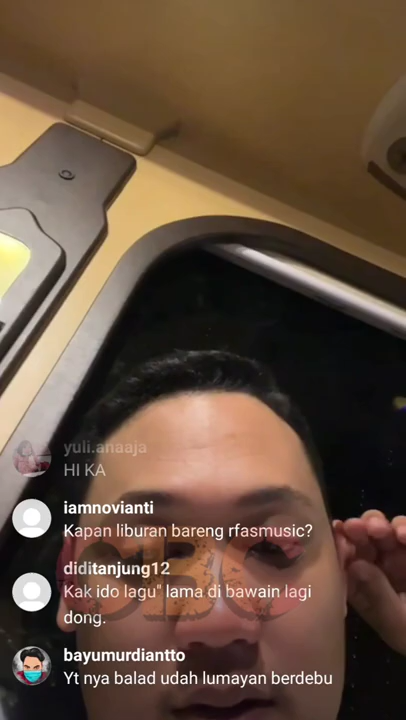 yuli.anaaja
HI KA
iamnovianti
Kapan liburan bareng rfasmusic?
diditanjung12
Kak ido lagu" lama di bawain lagi
dong.
bayumurdiantto
Yt nya balad udah lumayan berdebu
CBC